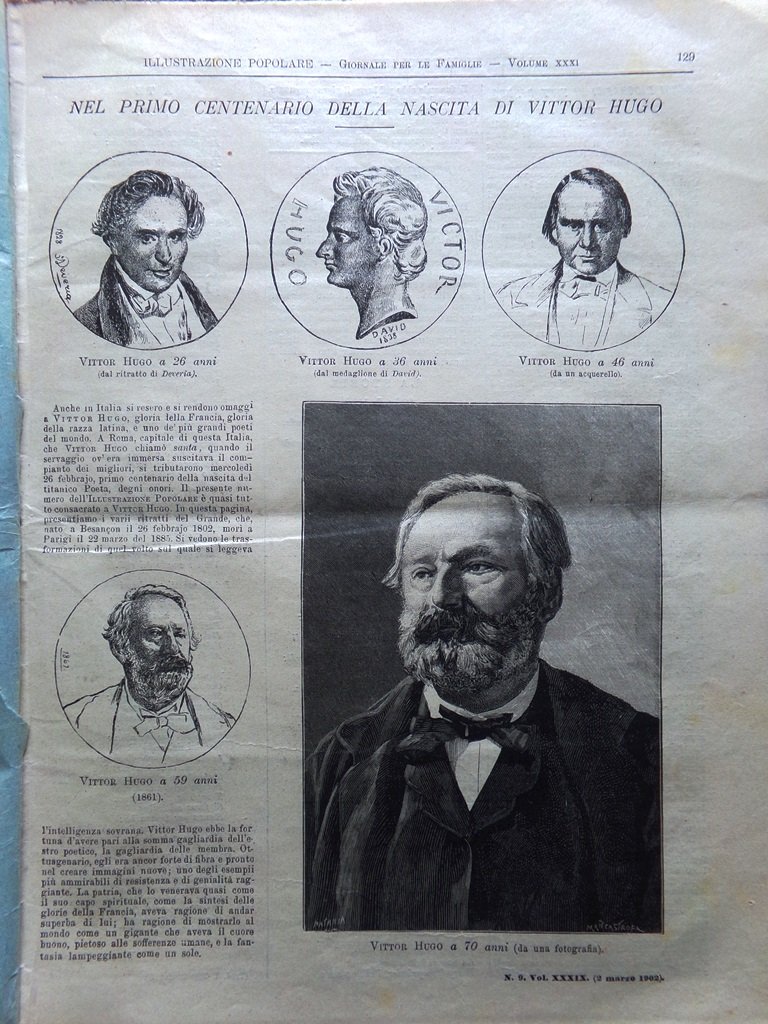 ILLUSTRAZIONE POPOLARE — GIORNALE PER LE FAMIGLIE — VOLUME XXXI
129
NEL PRIMO CENTENARIO DELLA NASCITA DI VITTOR HUGO
HUGO
VICTOR
DAVID
VITTOR HUGO a 26 anni
(dal ritratto di Deveria).
VITTOR HUGO a 36 anni
(dal medaglione di David).
VITTOR HUGO a 46 anni
(da un acquerello).
Anche in Italia si resero e si rendono omaggi
a VITTOR HUGO, gloria della Francia, gloria
della razza latina, e uno de' più grandi poeti
del mondo. A Roma, capitale di questa Italia,
che VITTOR HUGO chiamò santa, quando il
servaggio ov'era immersa suscitava il com-
pianto dei migliori, si tributarono mercoledì
26 febbrajo, primo centenario della nascita del
titanico Poeta, degni onori. Il presente nu-
mero dell'ILLUSTRAZIONE POPOLARE è quasi tut-
to consacrato a VITTOR HUGO. In questa pagina,
presentiamo i varii ritratti del Grande, che,
nato a Besançon il 26 febbrajo 1802, morì a
Parigi il 22 marzo del 1885. Si vedono le tras-
formazioni di quel volto sul quale si leggeva
1861
VITTOR HUGO a 59 anni
(1861).
l'intelligenza sovrana. Vittor Hugo ebbe la for
tuna d'avere pari alla somma gagliardia dell'e-
stro poetico, la gagliardia delle membra. Ot-
tuagenario, egli era ancor forte di fibra e pronto
nel creare immagini nuove; uno degli esempii
più ammirabili di resistenza e di genialità rag-
giante. La patria, che lo venerava quasi come
il suo capo spirituale, come la sintesi delle
glorie della Francia, aveva ragione di andar
superba di lui; ha ragione di mostrarlo al
mondo come un gigante che aveva il cuore
buono, pietoso alle sofferenze umane, e la fan-
tasia lampeggiante come un sole.
VITTOR HUGO a 70 anni (da una fotografia).
N. 9. Vol. XXXIX. (2 marzo 1902).